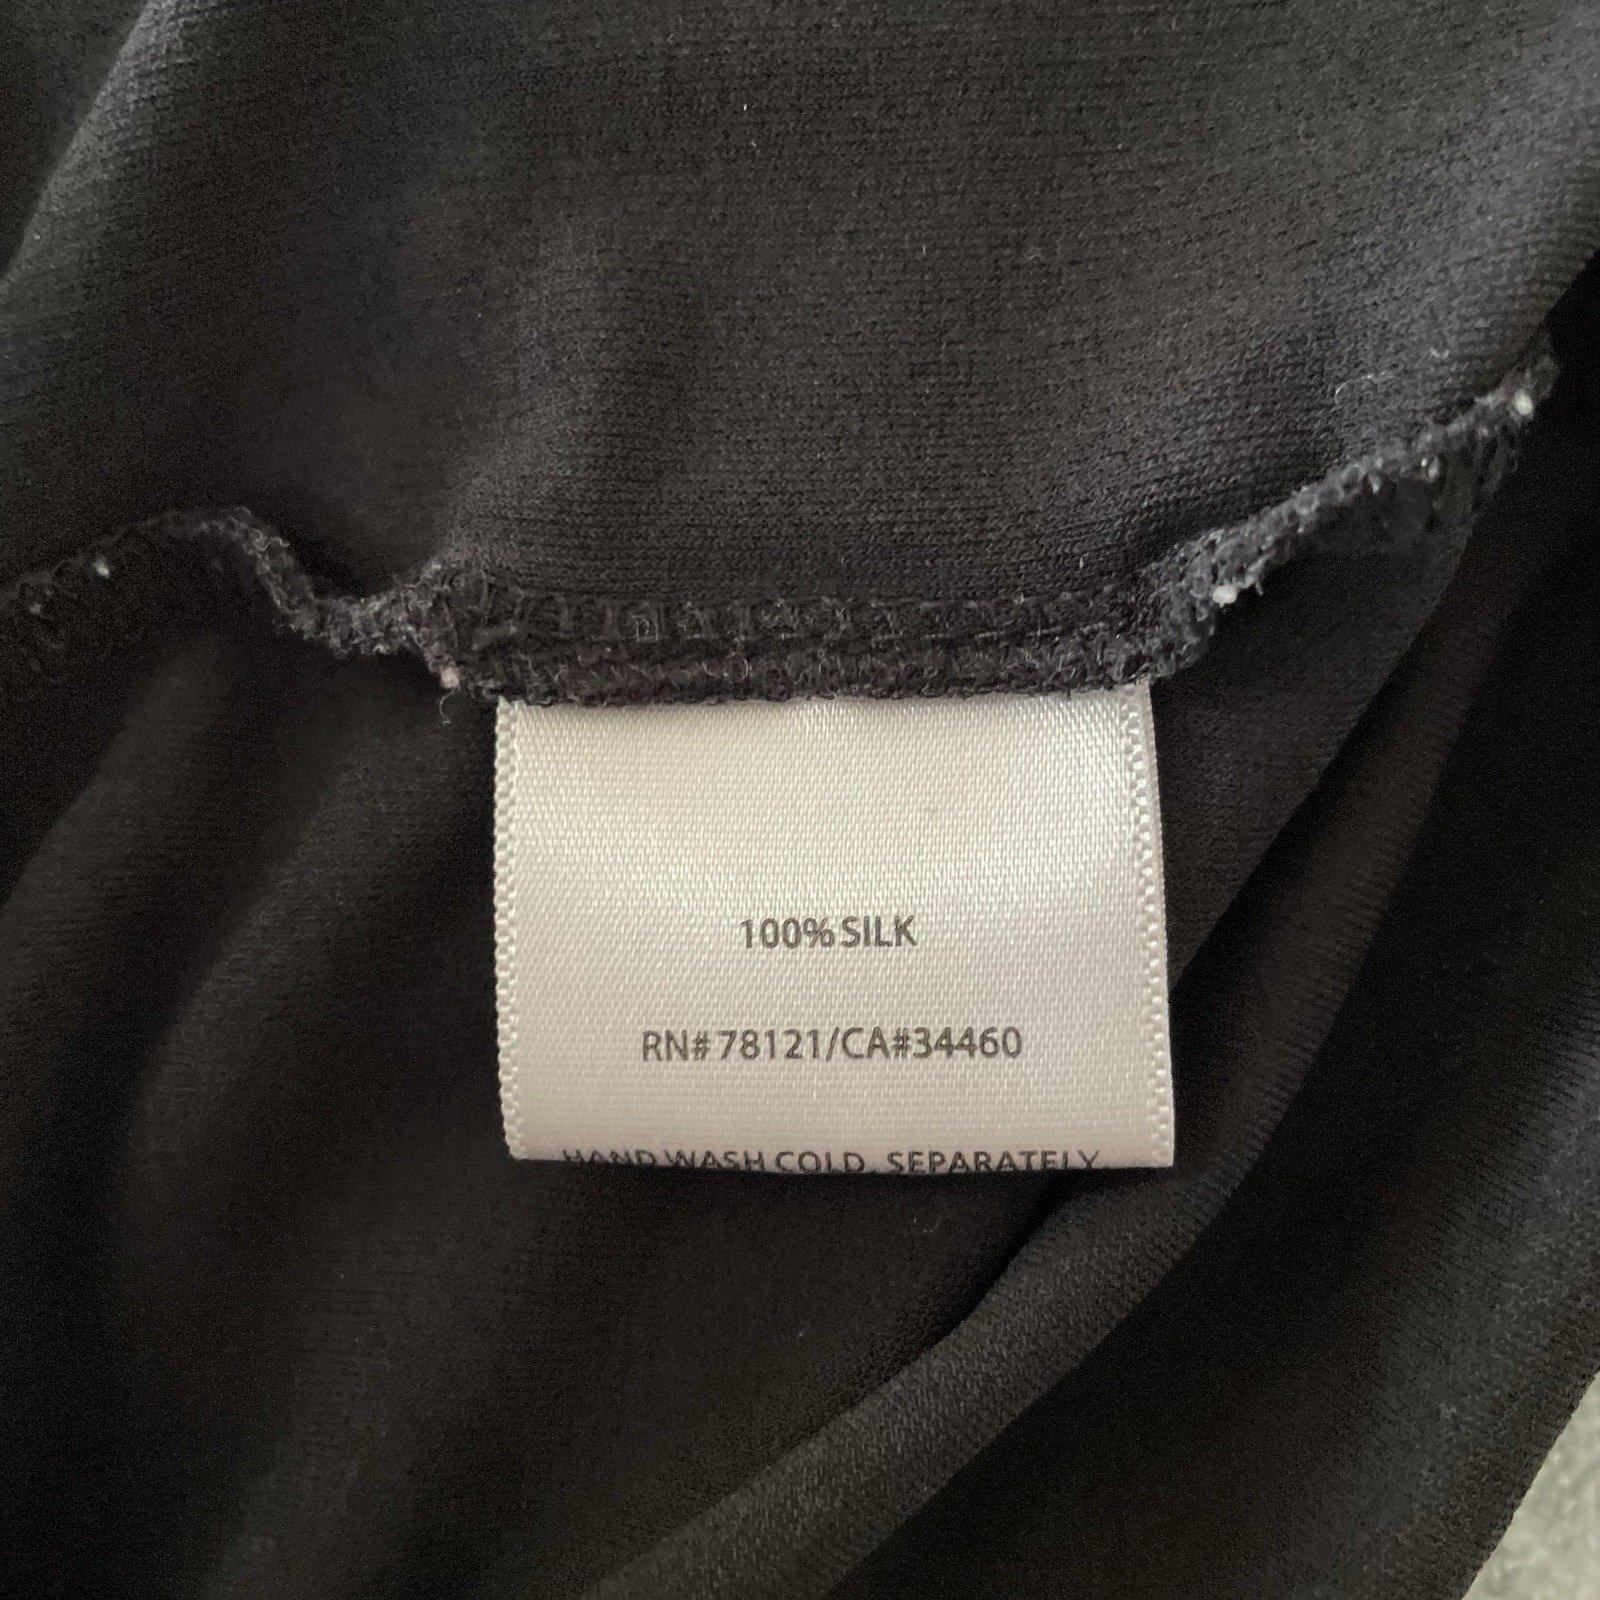 100% SILK
RN# 78121/CA#34460
HAND WASH COLD, SEPARATELY